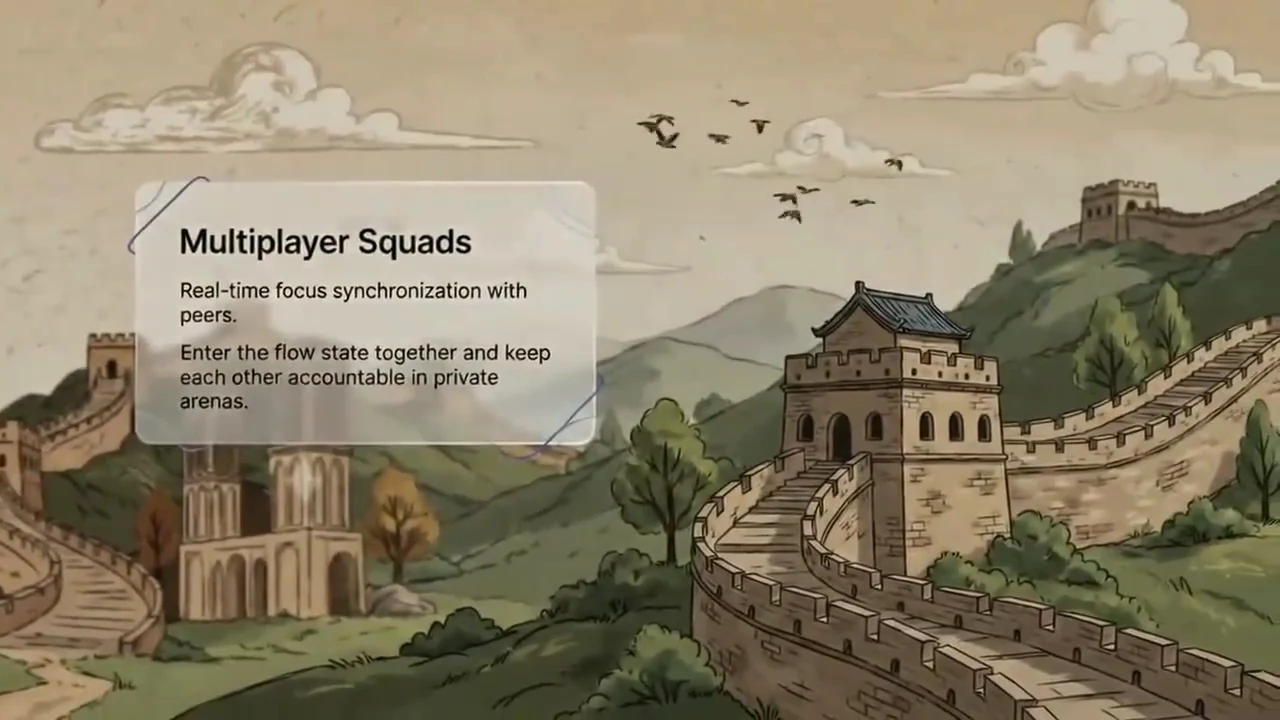 Multiplayer Squads
Real-time focus synchronization with
peers.
Enter the flow state together and keep
each other accountable in private
arenas.